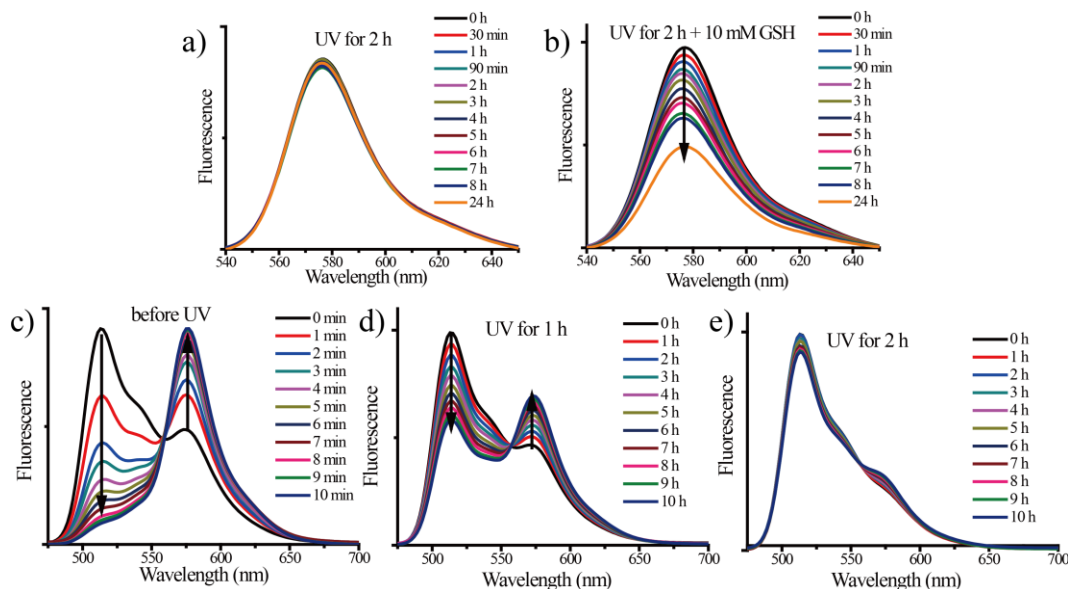 a)
UV for 2 h
0 h
30 min
1 h
90 min
2 h
3 h
4 h
5 h
6 h
7 h
8 h
24 h
Fluorescence
540 560 580 600 620 640
Wavelength (nm)
b)
UV for 2 h + 10 mM GSH
0 h
30 min
1 h
90 min
2 h
3 h
4 h
5 h
6 h
7 h
8 h
24 h
Fluorescence
540 560 580 600 620 640
Wavelength (nm)
c)
before UV
0 min
1 min
2 min
3 min
4 min
5 min
6 min
7 min
8 min
9 min
10 min
Fluorescence
500 550 600 650 700
Wavelength (nm)
d)
UV for 1 h
0 h
1 h
2 h
3 h
4 h
5 h
6 h
7 h
8 h
9 h
10 h
Fluorescence
500 550 600 650 700
Wavelength (nm)
e)
UV for 2 h
0 h
1 h
2 h
3 h
4 h
5 h
6 h
7 h
8 h
9 h
10 h
Fluorescence
500 550 600 650 700
Wavelength (nm)